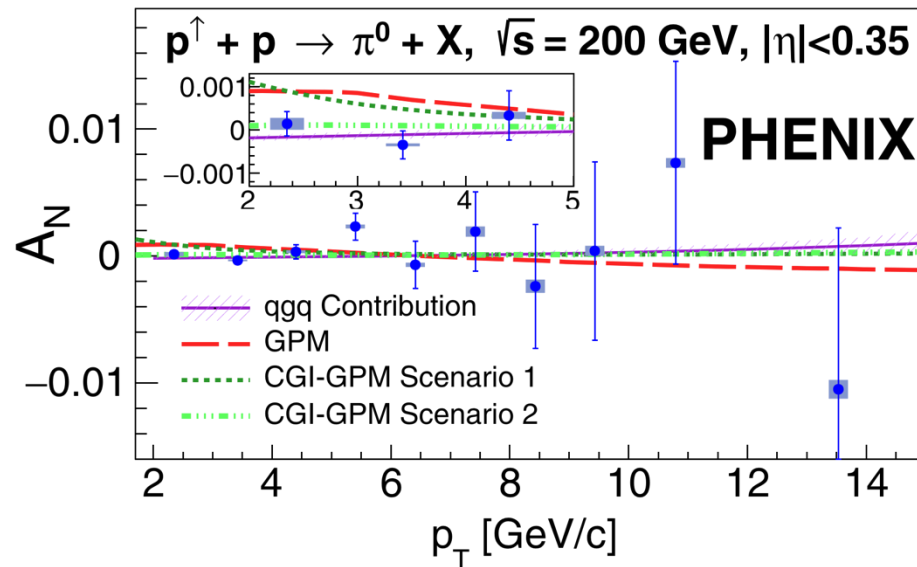 p↑ + p → π⁰ + X, √s = 200 GeV, |η|<0.35
PHENIX
0.001
0
−0.001
2 3 4 5
A_N
0.01
0
−0.01
qgq Contribution
GPM
CGI-GPM Scenario 1
CGI-GPM Scenario 2
2 4 6 8 10 12 14
p_T [GeV/c]